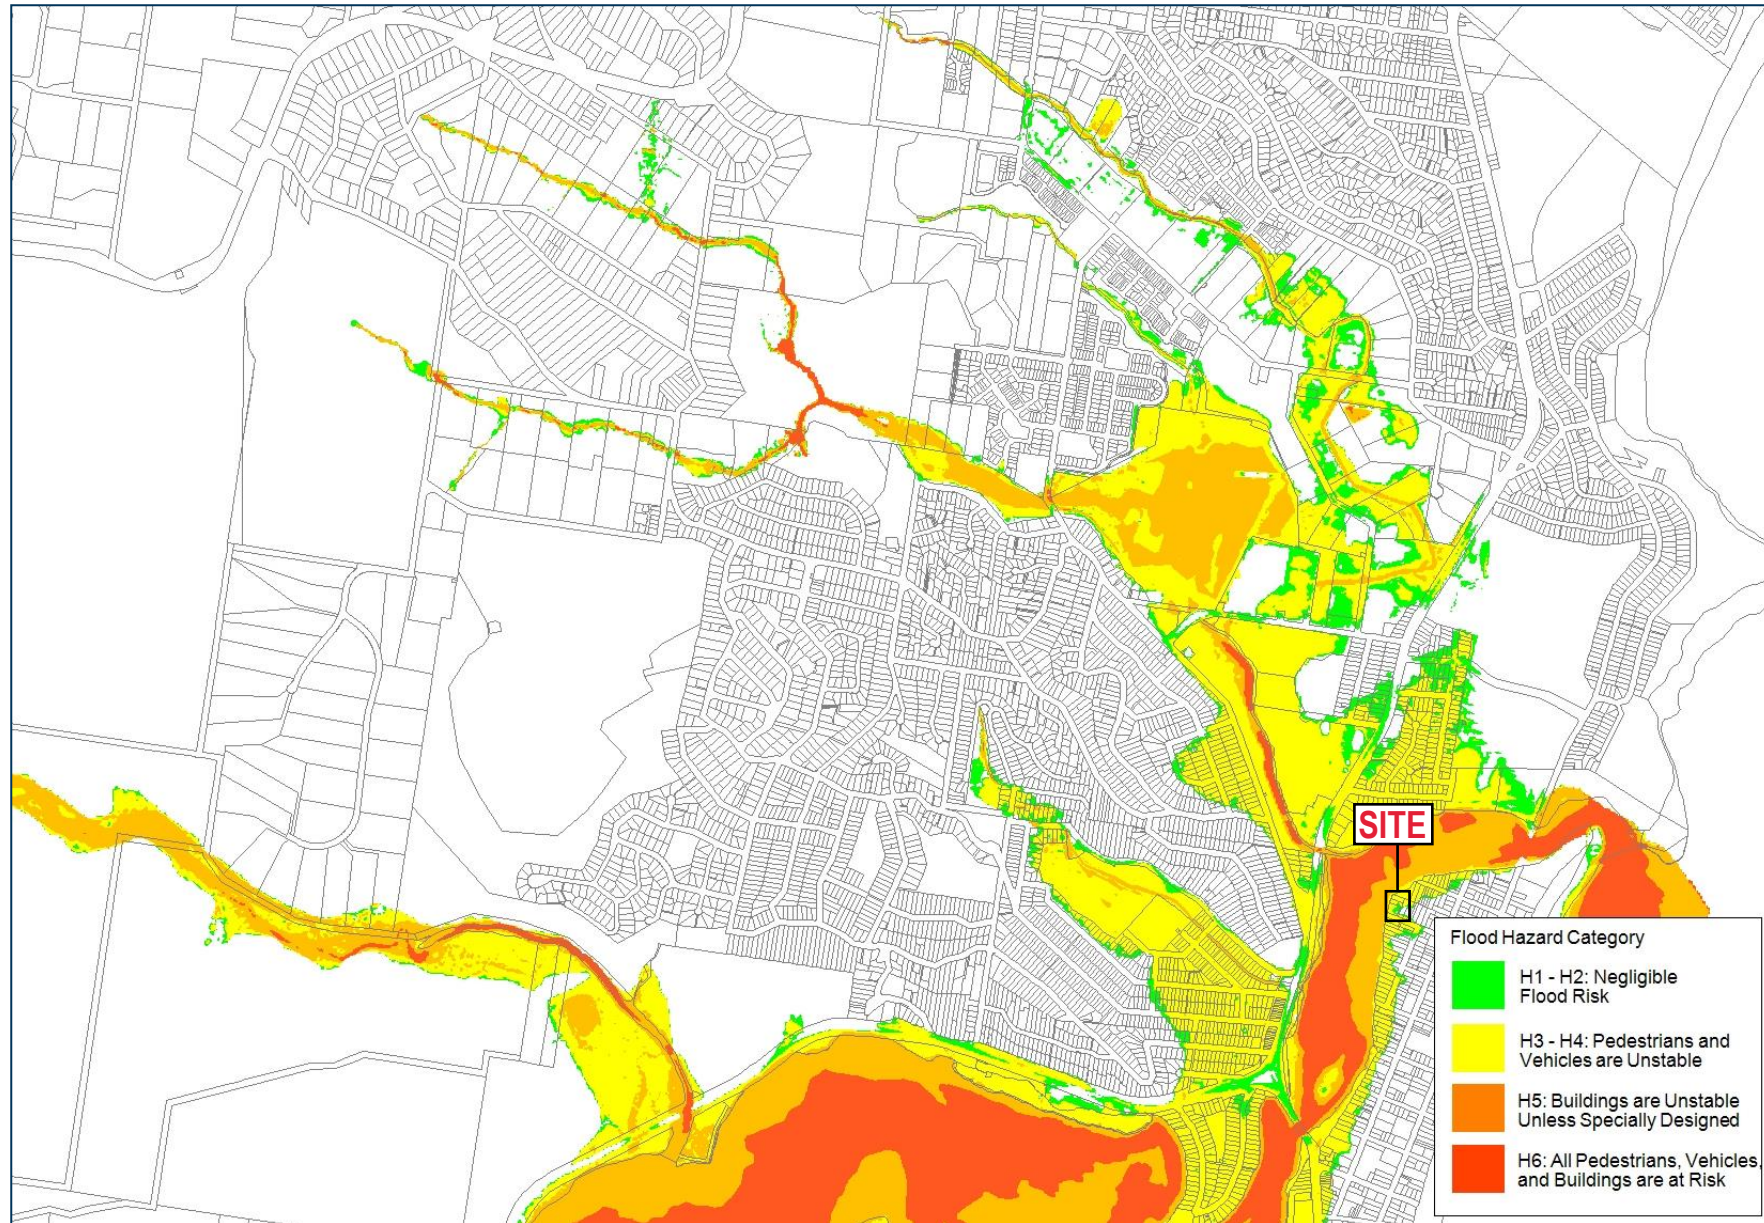 SITE
Flood Hazard Category
H1 - H2: Negligible
Flood Risk
H3 - H4: Pedestrians and
Vehicles are Unstable
H5: Buildings are Unstable
Unless Specially Designed
H6: All Pedestrians, Vehicles,
and Buildings are at Risk